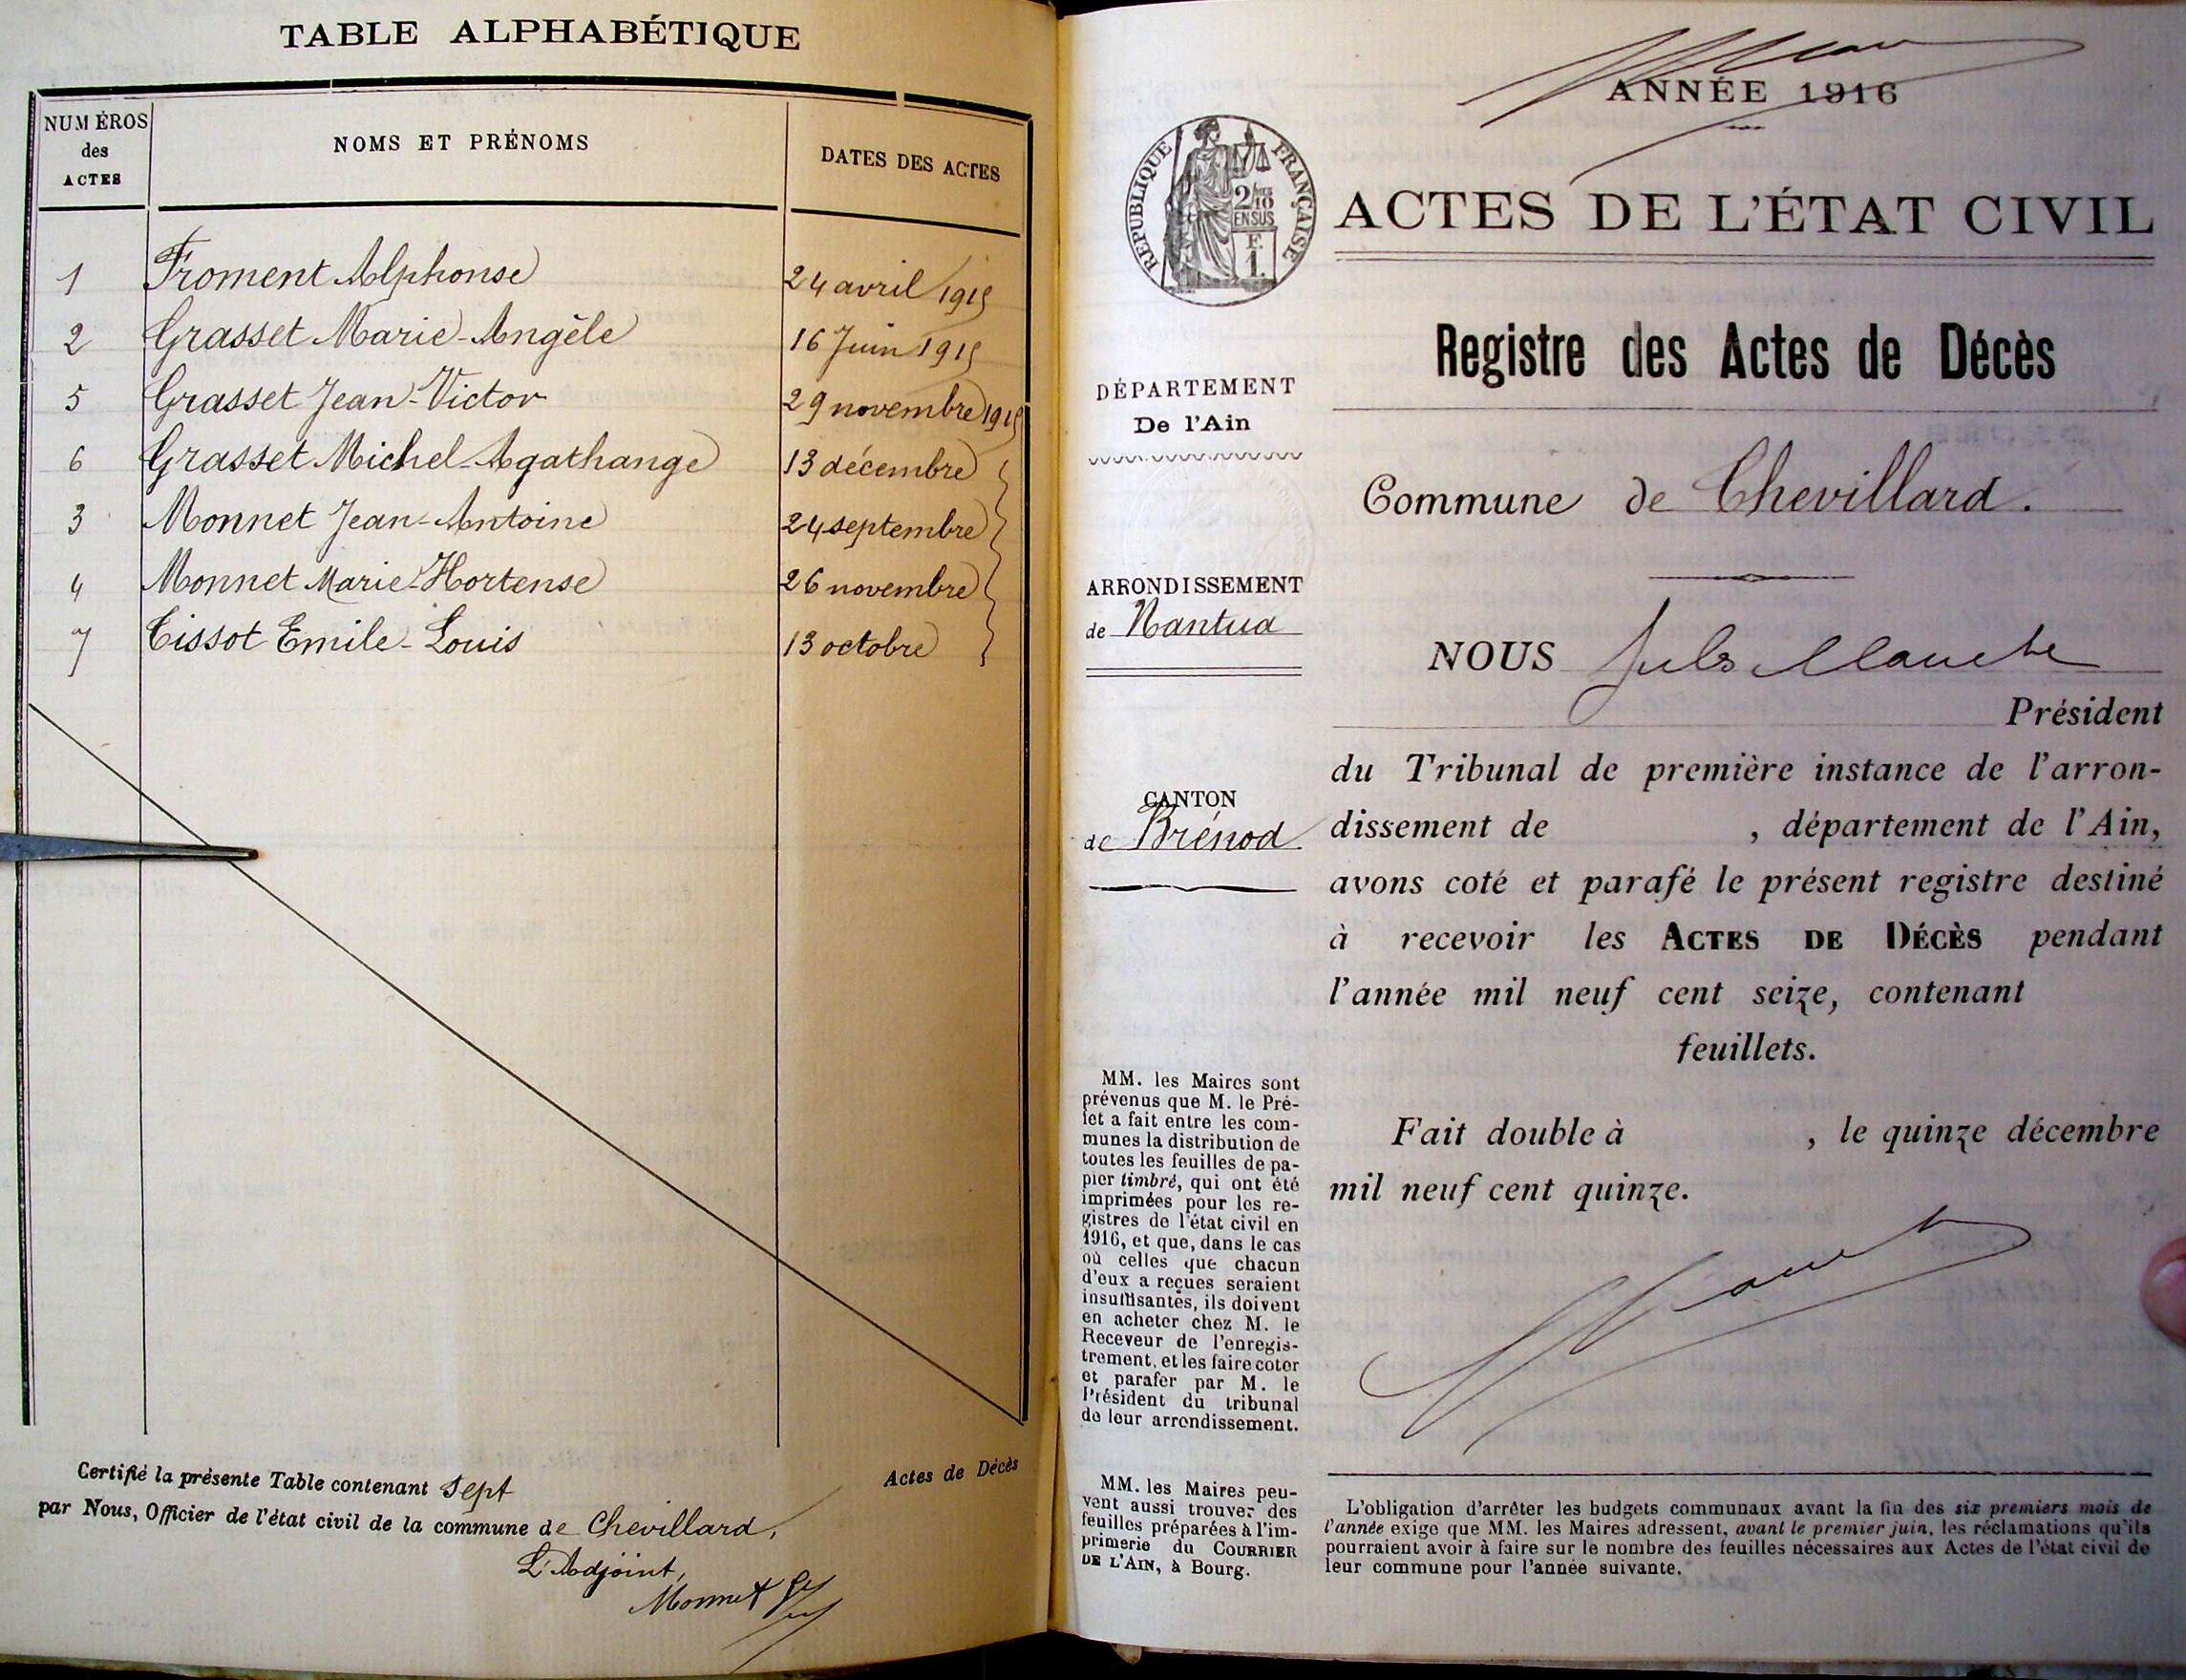 TABLE ALPHABÉTIQUE
NUMÉROS
des
ACTES
NOMS ET PRÉNOMS
DATES DES ACTES
1 Froment Alphonse 24 avril 1915
2 Grasset Marie-Angèle 16 Juin 1915
5 Grasset Jean-Victor 29 novembre 1915
6 Grasset Michel-Agathange 13 décembre
3 Monnet Jean-Antoine 24 septembre
4 Monnet Marie-Hortense 26 novembre
7 Tissot Emile-Louis 13 octobre
Certifié la présente Table contenant sept Actes de Décès
par Nous, Officier de l'état civil de la commune de Chevillard,
L'Adjoint,
Monnet
ANNÉE 1916
RÉPUBLIQUE FRANÇAISE
2/10
EN SUS
F.
1.
ACTES DE L'ÉTAT CIVIL
Registre des Actes de Décès
DÉPARTEMENT
De l'Ain
Commune de Chevillard.
ARRONDISSEMENT
de Nantua
CANTON
de Brénod
NOUS Jules
Président
du Tribunal de première instance de l'arron-
dissement de , département de l'Ain,
avons coté et parafé le présent registre destiné
à recevoir les ACTES DE DÉCÈS pendant
l'année mil neuf cent seize, contenant
feuillets.
Fait double à , le quinze décembre
mil neuf cent quinze.
MM. les Maires sont
prévenus que M. le Pré-
fet a fait entre les com-
munes la distribution de
toutes les feuilles de pa-
pier timbré, qui ont été
imprimées pour les re-
gistres de l'état civil en
1916, et que, dans le cas
où celles que chacun
d'eux a reçues seraient
insuffisantes, ils doivent
en acheter chez M. le
Receveur de l'enregis-
trement, et les faire coter
et parafer par M. le
Président du tribunal
de leur arrondissement.
MM. les Maires peu-
vent aussi trouver des
feuilles préparées à l'im-
primerie du COURRIER
DE L'AIN, à Bourg.
L'obligation d'arrêter les budgets communaux avant la fin des six premiers mois de
l'année exige que MM. les Maires adressent, avant le premier juin, les réclamations qu'ils
pourraient avoir à faire sur le nombre des feuilles nécessaires aux Actes de l'état civil de
leur commune pour l'année suivante.